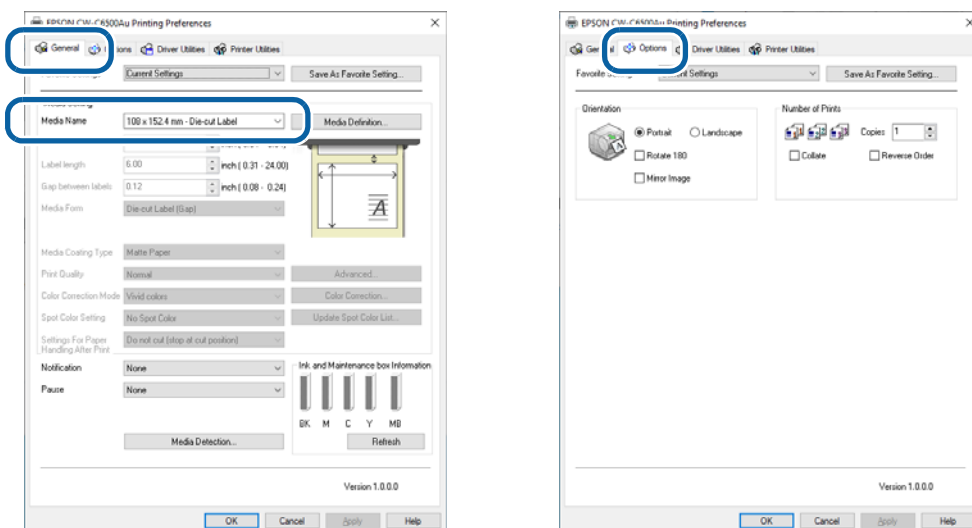 EPSON CW-C6500Au Printing Preferences
General
Driver Utilities
Printer Utilities
Current Settings
Save As Favorite Setting...
Media Name
108 x 152.4 mm - Die-cut Label
Media Definition...
Label length
6.00
inch ( 0.31 - 24.00)
Gap between labels
0.12
inch ( 0.08 - 0.24)
Media Form
Die-cut Label (Gap)
A
Media Coating Type
Matte Paper
Print Quality
Normal
Advanced...
Color Correction Mode
Vivid colors
Color Correction...
Spot Color Setting
No Spot Color
Update Spot Color List...
Settings For Paper
Handling After Print
Do not cut (stop at cut position)
Notification
None
Pause
None
Ink and Maintenance box Information
BK M C Y MB
Media Detection...
Refresh
Version 1.0.0.0
OK Cancel Apply Help
EPSON CW-C6500Au Printing Preferences
Options
Driver Utilities
Printer Utilities
Settings
Save As Favorite Setting...
Orientation
Portrait
Landscape
Rotate 180
Mirror Image
Number of Prints
Copies 1
Collate
Reverse Order
Version 1.0.0.0
OK Cancel Apply Help